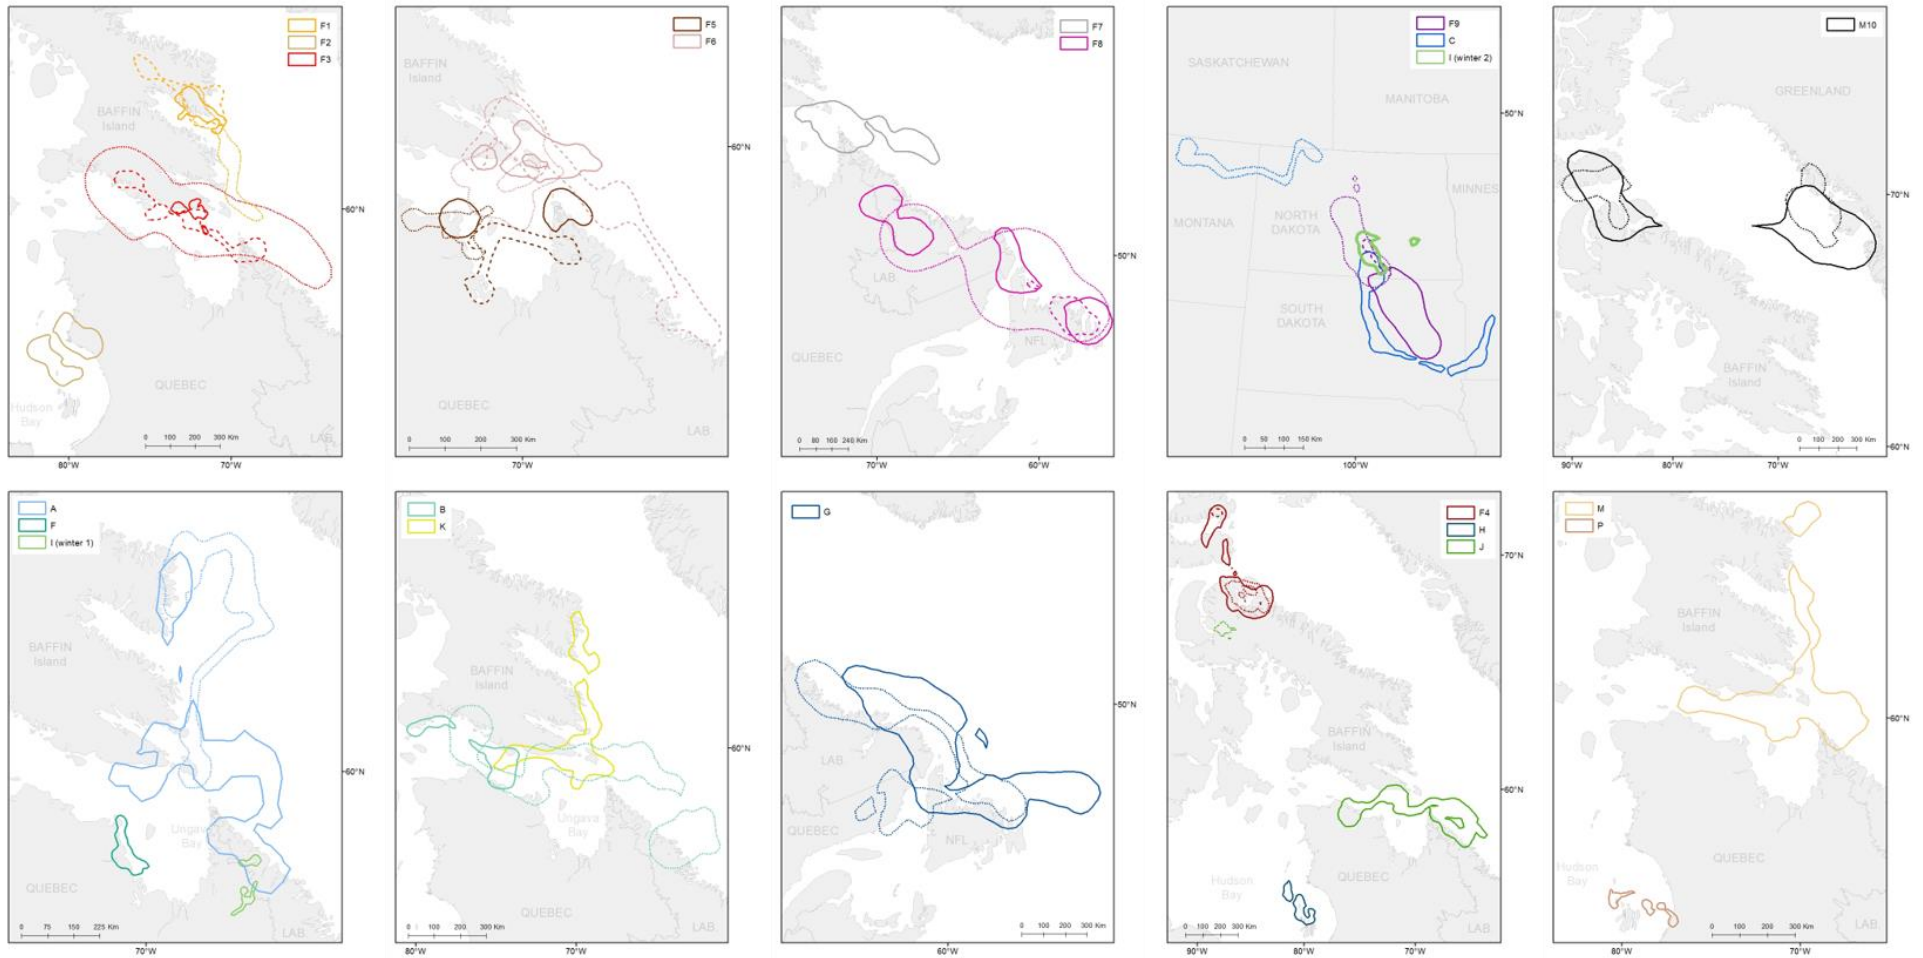 F1
F2
F3
BAFFIN
Island
60°N
QUEBEC
Hudson
Bay
LAB.
0 100 200 300 Km
80°W 70°W
F5
F6
BAFFIN
Island
60°N
QUEBEC
LAB.
0 100 200 300 Km
70°W
F7
F8
LAB.
50°N
NFL
QUEBEC
0 80 160 240 Km
70°W 60°W
F9
C
I (winter 2)
SASKATCHEWAN
MANITOBA
50°N
MONTANA
NORTH
DAKOTA
MINNES
SOUTH
DAKOTA
0 50 100 150 Km
100°W
M10
GREENLAND
70°N
BAFFIN
Island
0 100 200 300 Km
60°N
90°W 80°W 70°W
A
F
I (winter 1)
BAFFIN
Island
60°N
Ungava
Bay
QUEBEC
LAB.
0 75 150 225 Km
70°W
B
K
BAFFIN
Island
60°N
Ungava
Bay
QUEBEC
LAB.
0 100 200 300 Km
80°W 70°W
G
50°N
LAB.
QUEBEC
NFL
0 100 200 300 Km
60°W
F4
H
J
70°N
BAFFIN
Island
60°N
Hudson
Bay
QUEBEC
0 100 200 300 Km
90°W 80°W 70°W
M
P
BAFFIN
Island
60°N
Hudson
Bay
QUEBEC
LAB.
0 100 200 300 Km
80°W 70°W